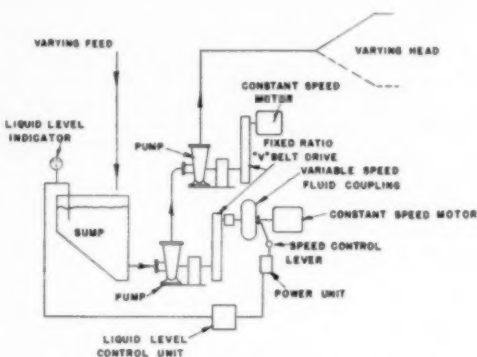 VARYING FEED
VARYING HEAD
CONSTANT SPEED
MOTOR
LIQUID LEVEL
INDICATOR
PUMP
FIXED RATIO
"V" BELT DRIVE
VARIABLE SPEED
FLUID COUPLING
SUMP
CONSTANT SPEED MOTOR
SPEED CONTROL
LEVER
PUMP
POWER UNIT
LIQUID LEVEL
CONTROL UNIT